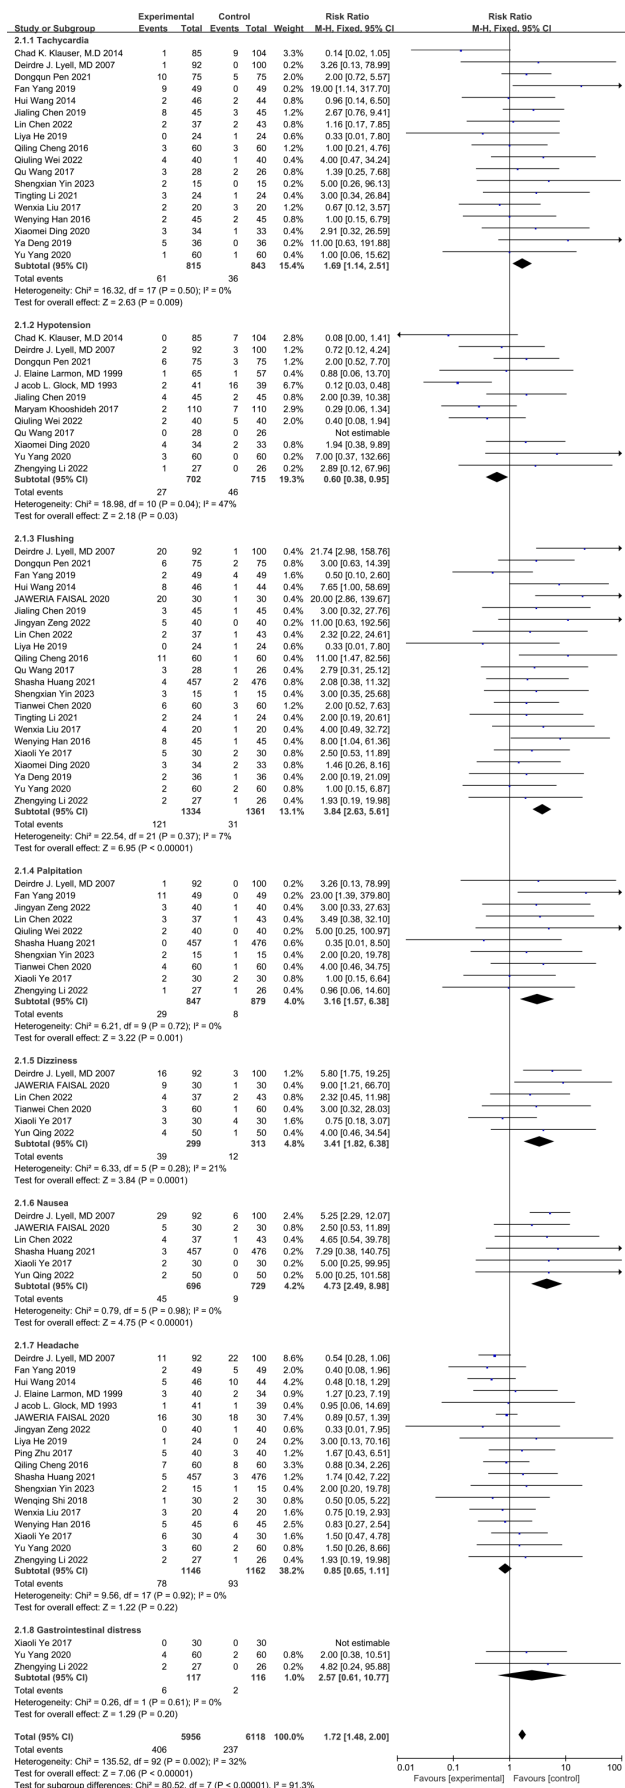 Experimental Control Risk Ratio Risk Ratio
Study or Subgroup Events Total Events Total Weight M-H, Fixed, 95% CI M-H, Fixed, 95% CI
2.1.1 Tachycardia
Chad K. Klauser, M.D 2014 1 85 9 104 3.3% 0.14 [0.02, 1.05]
Deirdre J. Lyell, MD 2007 1 92 0 100 0.2% 3.26 [0.13, 78.99]
Dongqun Pen 2021 10 75 5 75 2.0% 2.00 [0.72, 5.57]
Fan Yang 2019 9 49 0 49 0.2% 19.00 [1.14, 317.70]
Hui Wang 2014 2 46 2 44 0.8% 0.96 [0.14, 6.50]
Jialing Chen 2019 8 45 3 45 1.2% 2.67 [0.76, 9.41]
Lin Chen 2022 2 37 2 43 0.8% 1.16 [0.17, 7.85]
Liya He 2019 0 24 1 24 0.6% 0.33 [0.01, 7.80]
Qiling Cheng 2016 3 60 3 60 1.2% 1.00 [0.21, 4.76]
Qiuling Wei 2022 4 40 1 40 0.4% 4.00 [0.47, 34.24]
Qu Wang 2017 3 28 2 26 0.8% 1.39 [0.25, 7.68]
Shengxian Yin 2023 2 15 0 15 0.2% 5.00 [0.26, 96.13]
Tingting Li 2021 3 24 1 24 0.4% 3.00 [0.34, 26.84]
Wenxia Liu 2017 2 20 3 20 1.2% 0.67 [0.12, 3.57]
Wenying Han 2016 2 45 2 45 0.8% 1.00 [0.15, 6.79]
Xiaomei Ding 2020 3 34 1 33 0.4% 2.91 [0.32, 26.59]
Ya Deng 2019 5 36 0 36 0.2% 11.00 [0.63, 191.88]
Yu Yang 2020 1 60 1 60 0.4% 1.00 [0.06, 15.62]
Subtotal (95% CI) 815 843 15.4% 1.69 [1.14, 2.51]
Total events 61 36
Heterogeneity: Chi² = 16.32, df = 17 (P = 0.50); I² = 0%
Test for overall effect: Z = 2.63 (P = 0.009)
2.1.2 Hypotension
Chad K. Klauser, M.D 2014 0 85 7 104 2.8% 0.08 [0.00, 1.41]
Deirdre J. Lyell, MD 2007 2 92 3 100 1.2% 0.72 [0.12, 4.24]
Dongqun Pen 2021 6 75 3 75 1.2% 2.00 [0.52, 7.70]
J. Elaine Larmon, MD 1999 1 65 1 57 0.4% 0.88 [0.06, 13.70]
J acob L. Glock, MD 1993 2 41 16 39 6.7% 0.12 [0.03, 0.48]
Jialing Chen 2019 4 45 2 45 0.8% 2.00 [0.39, 10.38]
Maryam Khooshideh 2017 2 110 7 110 2.8% 0.29 [0.06, 1.34]
Qiuling Wei 2022 2 40 5 40 2.0% 0.40 [0.08, 1.94]
Qu Wang 2017 0 28 0 26 Not estimable
Xiaomei Ding 2020 4 34 2 33 0.8% 1.94 [0.38, 9.89]
Yu Yang 2020 3 60 0 60 0.2% 7.00 [0.37, 132.66]
Zhengying Li 2022 1 27 0 26 0.2% 2.89 [0.12, 67.96]
Subtotal (95% CI) 702 715 19.3% 0.60 [0.38, 0.95]
Total events 27 46
Heterogeneity: Chi² = 18.98, df = 10 (P = 0.04); I² = 47%
Test for overall effect: Z = 2.18 (P = 0.03)
2.1.3 Flushing
Deirdre J. Lyell, MD 2007 20 92 1 100 0.4% 21.74 [2.98, 158.76]
Dongqun Pen 2021 6 75 2 75 0.8% 3.00 [0.63, 14.39]
Fan Yang 2019 2 49 4 49 1.6% 0.50 [0.10, 2.60]
Hui Wang 2014 8 46 1 44 0.4% 7.65 [1.00, 58.69]
JAWERIA FAISAL 2020 20 30 1 30 0.4% 20.00 [2.86, 139.67]
Jialing Chen 2019 3 45 1 45 0.4% 3.00 [0.32, 27.76]
Jingyan Zeng 2022 5 40 0 40 0.2% 11.00 [0.63, 192.56]
Lin Chen 2022 2 37 1 43 0.4% 2.32 [0.22, 24.61]
Liya He 2019 0 24 1 24 0.6% 0.33 [0.01, 7.80]
Qiling Cheng 2016 11 60 1 60 0.4% 11.00 [1.47, 82.56]
Qu Wang 2017 3 28 1 26 0.4% 2.79 [0.31, 25.12]
Shasha Huang 2021 4 457 2 476 0.8% 2.08 [0.38, 11.32]
Shengxian Yin 2023 3 15 1 15 0.4% 3.00 [0.35, 25.68]
Tianwei Chen 2020 6 60 3 60 1.2% 2.00 [0.52, 7.63]
Tingting Li 2021 2 24 1 24 0.4% 2.00 [0.19, 20.61]
Wenxia Liu 2017 4 20 1 20 0.4% 4.00 [0.49, 32.72]
Wenying Han 2016 8 45 1 45 0.4% 8.00 [1.04, 61.36]
Xiaoli Ye 2017 5 30 2 30 0.8% 2.50 [0.53, 11.89]
Xiaomei Ding 2020 3 34 2 33 0.8% 1.46 [0.26, 8.16]
Ya Deng 2019 2 36 1 36 0.4% 2.00 [0.19, 21.09]
Yu Yang 2020 2 60 2 60 0.8% 1.00 [0.15, 6.87]
Zhengying Li 2022 2 27 1 26 0.4% 1.93 [0.19, 19.98]
Subtotal (95% CI) 1334 1361 13.1% 3.84 [2.63, 5.61]
Total events 121 31
Heterogeneity: Chi² = 22.54, df = 21 (P = 0.37); I² = 7%
Test for overall effect: Z = 6.95 (P < 0.00001)
2.1.4 Palpitation
Deirdre J. Lyell, MD 2007 1 92 0 100 0.2% 3.26 [0.13, 78.99]
Fan Yang 2019 11 49 0 49 0.2% 23.00 [1.39, 379.80]
Jingyan Zeng 2022 3 40 1 40 0.4% 3.00 [0.33, 27.63]
Lin Chen 2022 3 37 1 43 0.4% 3.49 [0.38, 32.10]
Qiuling Wei 2022 2 40 0 40 0.2% 5.00 [0.25, 100.97]
Shasha Huang 2021 0 457 1 476 0.6% 0.35 [0.01, 8.50]
Shengxian Yin 2023 2 15 1 15 0.4% 2.00 [0.20, 19.78]
Tianwei Chen 2020 4 60 1 60 0.4% 4.00 [0.46, 34.75]
Xiaoli Ye 2017 2 30 2 30 0.8% 1.00 [0.15, 6.64]
Zhengying Li 2022 1 27 1 26 0.4% 0.96 [0.06, 14.60]
Subtotal (95% CI) 847 879 4.0% 3.16 [1.57, 6.38]
Total events 29 8
Heterogeneity: Chi² = 6.21, df = 9 (P = 0.72); I² = 0%
Test for overall effect: Z = 3.22 (P = 0.001)
2.1.5 Dizziness
Deirdre J. Lyell, MD 2007 16 92 3 100 1.2% 5.80 [1.75, 19.25]
JAWERIA FAISAL 2020 9 30 1 30 0.4% 9.00 [1.21, 66.70]
Lin Chen 2022 4 37 2 43 0.8% 2.32 [0.45, 11.98]
Tianwei Chen 2020 3 60 1 60 0.4% 3.00 [0.32, 28.03]
Xiaoli Ye 2017 3 30 4 30 1.6% 0.75 [0.18, 3.07]
Yun Qing 2022 4 50 1 50 0.4% 4.00 [0.46, 34.54]
Subtotal (95% CI) 299 313 4.8% 3.41 [1.82, 6.38]
Total events 39 12
Heterogeneity: Chi² = 6.33, df = 5 (P = 0.28); I² = 21%
Test for overall effect: Z = 3.84 (P = 0.0001)
2.1.6 Nausea
Deirdre J. Lyell, MD 2007 29 92 6 100 2.4% 5.25 [2.29, 12.07]
JAWERIA FAISAL 2020 5 30 2 30 0.8% 2.50 [0.53, 11.89]
Lin Chen 2022 4 37 1 43 0.4% 4.65 [0.54, 39.78]
Shasha Huang 2021 3 457 0 476 0.2% 7.29 [0.38, 140.75]
Xiaoli Ye 2017 2 30 0 30 0.2% 5.00 [0.25, 99.95]
Yun Qing 2022 2 50 0 50 0.2% 5.00 [0.25, 101.58]
Subtotal (95% CI) 696 729 4.2% 4.73 [2.49, 8.98]
Total events 45 9
Heterogeneity: Chi² = 0.79, df = 5 (P = 0.98); I² = 0%
Test for overall effect: Z = 4.75 (P < 0.00001)
2.1.7 Headache
Deirdre J. Lyell, MD 2007 11 92 22 100 8.6% 0.54 [0.28, 1.06]
Fan Yang 2019 2 49 5 49 2.0% 0.40 [0.08, 1.96]
Hui Wang 2014 5 46 10 44 4.2% 0.48 [0.18, 1.29]
J. Elaine Larmon, MD 1999 3 40 2 34 0.8% 1.27 [0.23, 7.19]
J acob L. Glock, MD 1993 1 41 1 39 0.4% 0.95 [0.06, 14.69]
JAWERIA FAISAL 2020 16 30 18 30 7.4% 0.89 [0.57, 1.39]
Jingyan Zeng 2022 0 40 1 40 0.6% 0.33 [0.01, 7.95]
Liya He 2019 1 24 0 24 0.2% 3.00 [0.13, 70.16]
Ping Zhu 2017 5 40 3 40 1.2% 1.67 [0.43, 6.51]
Qiling Cheng 2016 7 60 8 60 3.2% 0.88 [0.34, 2.26]
Shasha Huang 2021 5 457 3 476 1.2% 1.74 [0.42, 7.22]
Shengxian Yin 2023 2 15 1 15 0.4% 2.00 [0.20, 19.78]
Wenqing Shi 2018 1 30 2 30 0.8% 0.50 [0.05, 5.22]
Wenxia Liu 2017 3 20 4 20 1.6% 0.75 [0.19, 2.93]
Wenying Han 2016 5 45 6 45 2.4% 0.83 [0.27, 2.54]
Xiaoli Ye 2017 6 30 4 30 1.6% 1.50 [0.47, 4.78]
Yu Yang 2020 3 60 2 60 0.8% 1.50 [0.26, 8.66]
Zhengying Li 2022 2 27 1 26 0.4% 1.93 [0.19, 19.98]
Subtotal (95% CI) 1146 1162 38.2% 0.85 [0.65, 1.11]
Total events 78 93
Heterogeneity: Chi² = 9.56, df = 17 (P = 0.92); I² = 0%
Test for overall effect: Z = 1.22 (P = 0.22)
2.1.8 Gastrointestinal distress
Xiaoli Ye 2017 0 30 0 30 Not estimable
Yu Yang 2020 4 60 2 60 0.8% 2.00 [0.38, 10.51]
Zhengying Li 2022 2 27 0 26 0.2% 4.82 [0.24, 95.88]
Subtotal (95% CI) 117 116 1.0% 2.57 [0.61, 10.77]
Total events 6 2
Heterogeneity: Chi² = 0.26, df = 1 (P = 0.61); I² = 0%
Test for overall effect: Z = 1.29 (P = 0.20)
Total (95% CI) 5956 6118 100.0% 1.72 [1.48, 2.00]
Total events 406 237
Heterogeneity: Chi² = 135.52, df = 92 (P = 0.002); I² = 32%
Test for overall effect: Z = 7.06 (P < 0.00001)
Test for subgroup differences: Chi² = 80.52, df = 7 (P < 0.00001), I² = 91.3%
0.01 0.1 1 10 100
Favours [experimental] Favours [control]